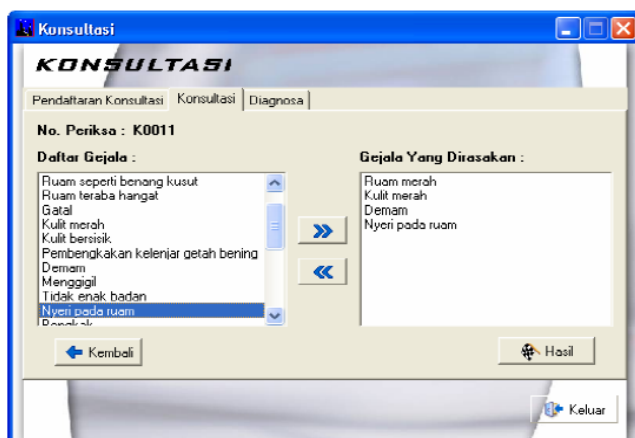 Konsultasi
KONSULTASI
Pendaftaran Konsultasi Konsultasi Diagnosa
No. Periksa : K0011
Daftar Gejala :
Ruam seperti benang kusut
Ruam teraba hangat
Gatal
Kulit merah
Kulit bersisik
Pembengkakan kelenjar getah bening
Demam
Menggigil
Tidak enak badan
Nyeri pada ruam
Bengkak
Gejala Yang Dirasakan :
Ruam merah
Kulit merah
Demam
Nyeri pada ruam
Kembali
Hasil
Keluar